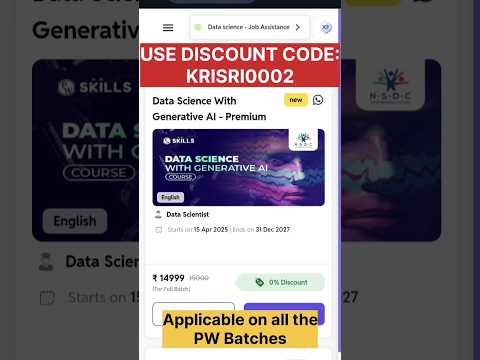 Data science - Job Assistance
XP
USE DISCOUNT CODE:
KRISRI0002
Data Science With
Generative AI - Premium
new
SKILLS
N·S·D·C
DATA SCIENCE
WITH GENERATIVE AI
COURSE
English
Data Scientist
Starts on 15 Apr 2025 | Ends on 31 Dec 2027
₹ 14999 15000
(For Full Batch)
0% Discount
Applicable on all the
PW Batches